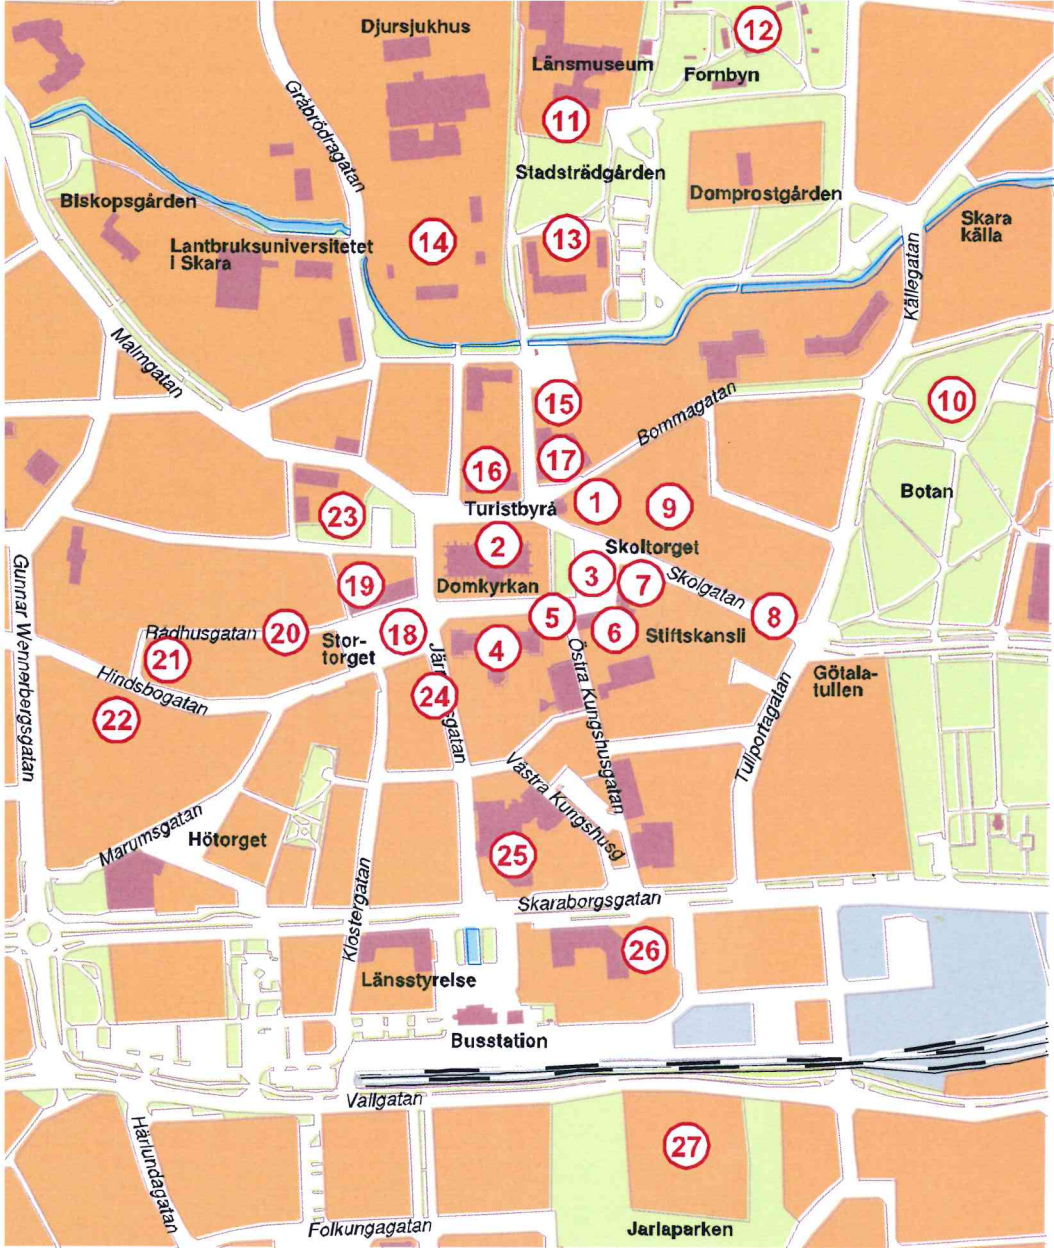 Djursjukhus
12
Länsmuseum
Fornbyn
Gråbrödragatan
11
Stadsträdgården
Domprostgården
Biskopsgården
Skara
källa
14
13
Lantbruksuniversitetet
i Skara
Källegatan
Malmgatan
15
10
Bommagatan
17
16
Botan
1
9
Turistbyrå
23
2
Skoltorget
Gunnar Wennerbergsgatan
Domkyrkan
3
7
Skolgatan
19
5
8
Rådhusgatan
20
18
6
Stiftskansli
Stor-
torget
4
21
Östra Kungshusgatan
Hindsbogatan
24
Götala-
tullen
22
Tullportagatan
Västra Kungshusg
Marumsgatan
Hötorget
25
Klostergatan
Skaraborgsgatan
26
Länsstyrelse
Busstation
Vallgatan
Härlundagatan
27
Folkungagatan
Jarlaparken